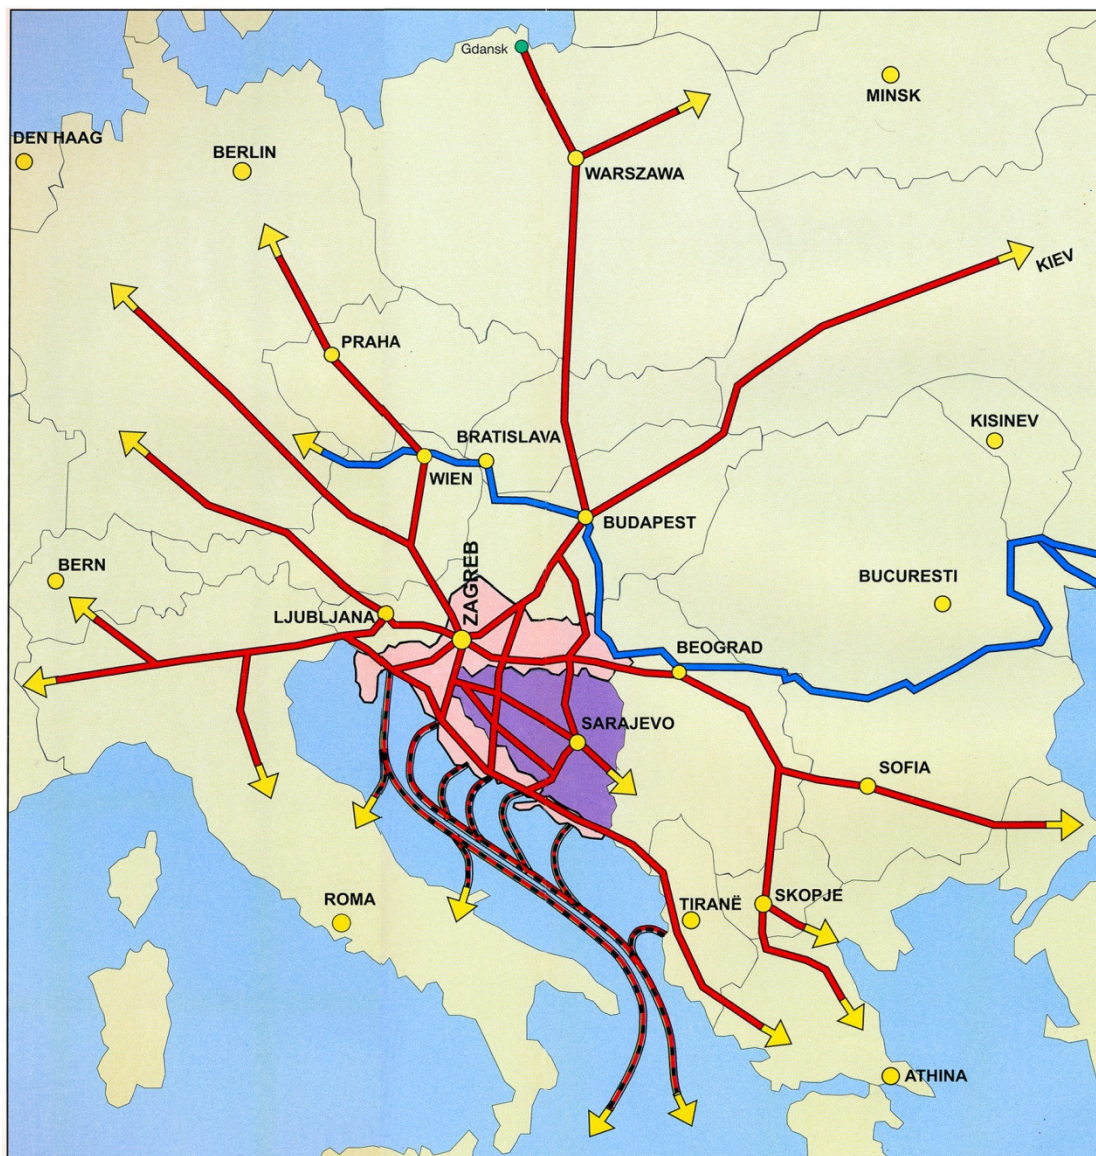 Gdansk
MINSK
DEN HAAG
BERLIN
WARSZAWA
KIEV
PRAHA
KISINEV
BRATISLAVA
WIEN
BUDAPEST
BERN
ZAGREB
BUCURESTI
LJUBLJANA
BEOGRAD
SARAJEVO
SOFIA
ROMA
TIRANË
SKOPJE
ATHINA